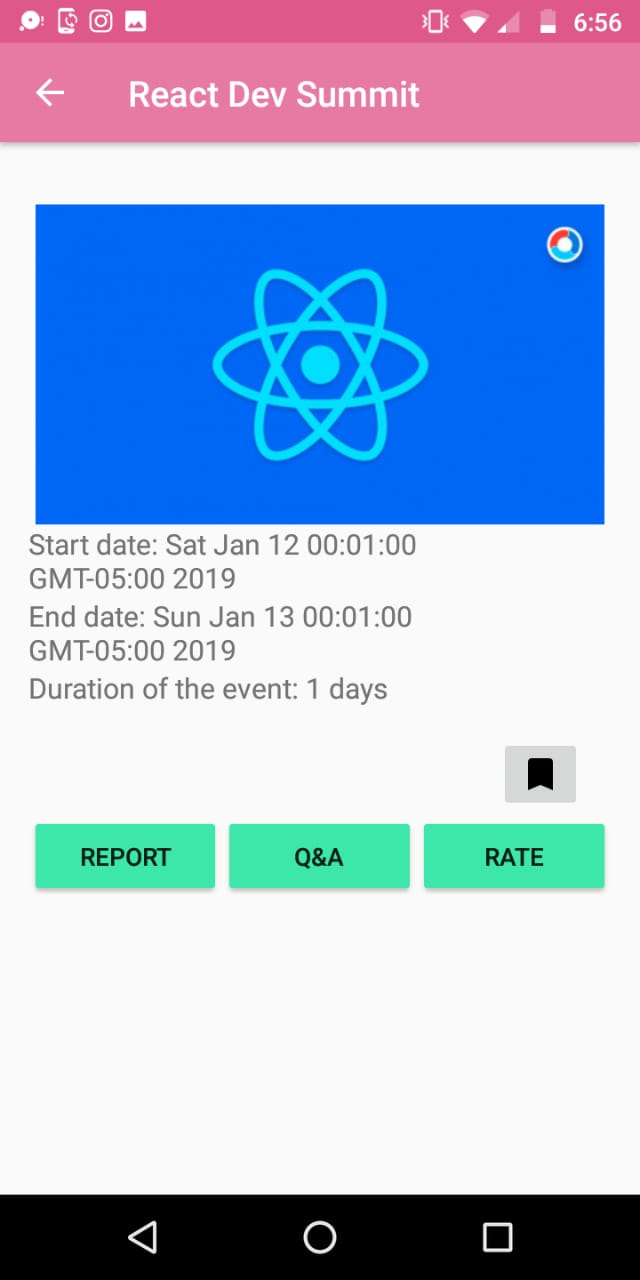 6:56
React Dev Summit
Start date: Sat Jan 12 00:01:00
GMT-05:00 2019
End date: Sun Jan 13 00:01:00
GMT-05:00 2019
Duration of the event: 1 days
REPORT
Q&A
RATE